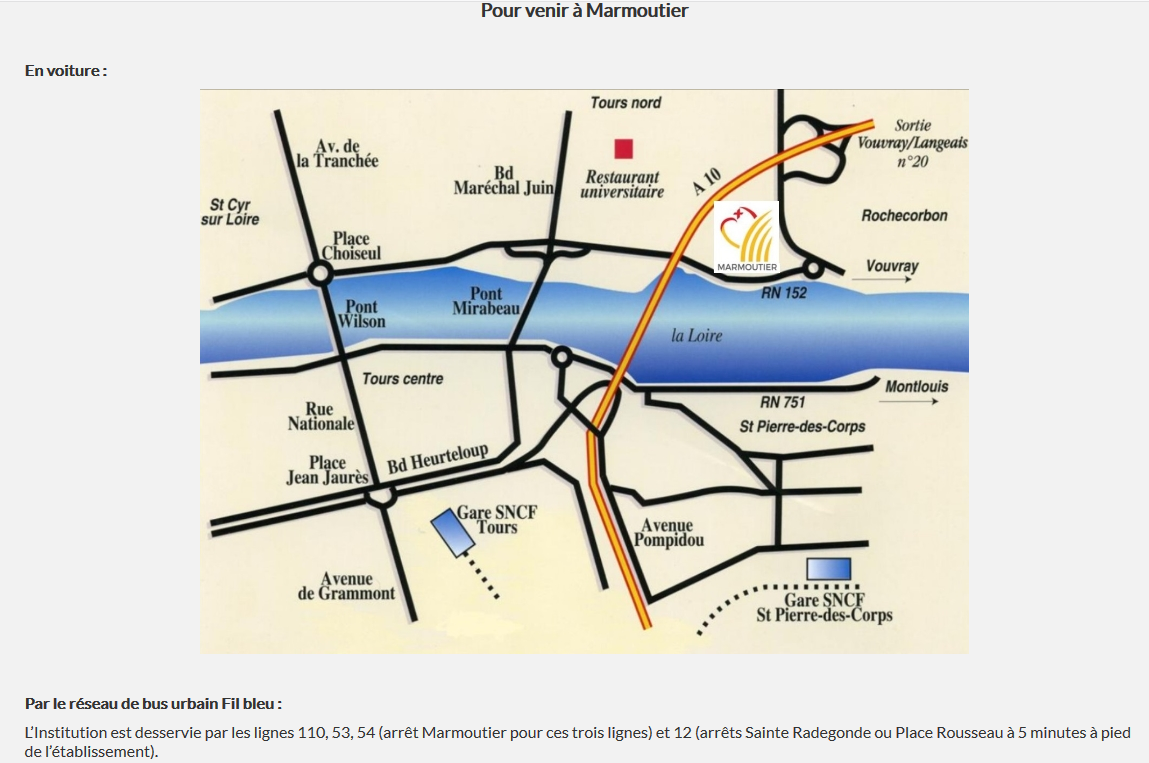 Pour venir à Marmoutier
En voiture :
Tours nord
Sortie
Vouvray/Langeais
n°20
Av. de
la Tranchée
Bd
Maréchal Juin
Restaurant
universitaire
A 10
St Cyr
sur Loire
Rochecorbon
Place
Choiseul
MARMOUTIER
Vouvray
RN 152
Pont
Wilson
Pont
Mirabeau
la Loire
Tours centre
Montlouis
RN 751
Rue
Nationale
St Pierre-des-Corps
Place
Jean Jaurès
Bd Heurteloup
Gare SNCF
Tours
Avenue
Pompidou
Avenue
de Grammont
Gare SNCF
St Pierre-des-Corps
Par le réseau de bus urbain Fil bleu :
L’Institution est desservie par les lignes 110, 53, 54 (arrêt Marmoutier pour ces trois lignes) et 12 (arrêts Sainte Radegonde ou Place Rousseau à 5 minutes à pied
de l’établissement).